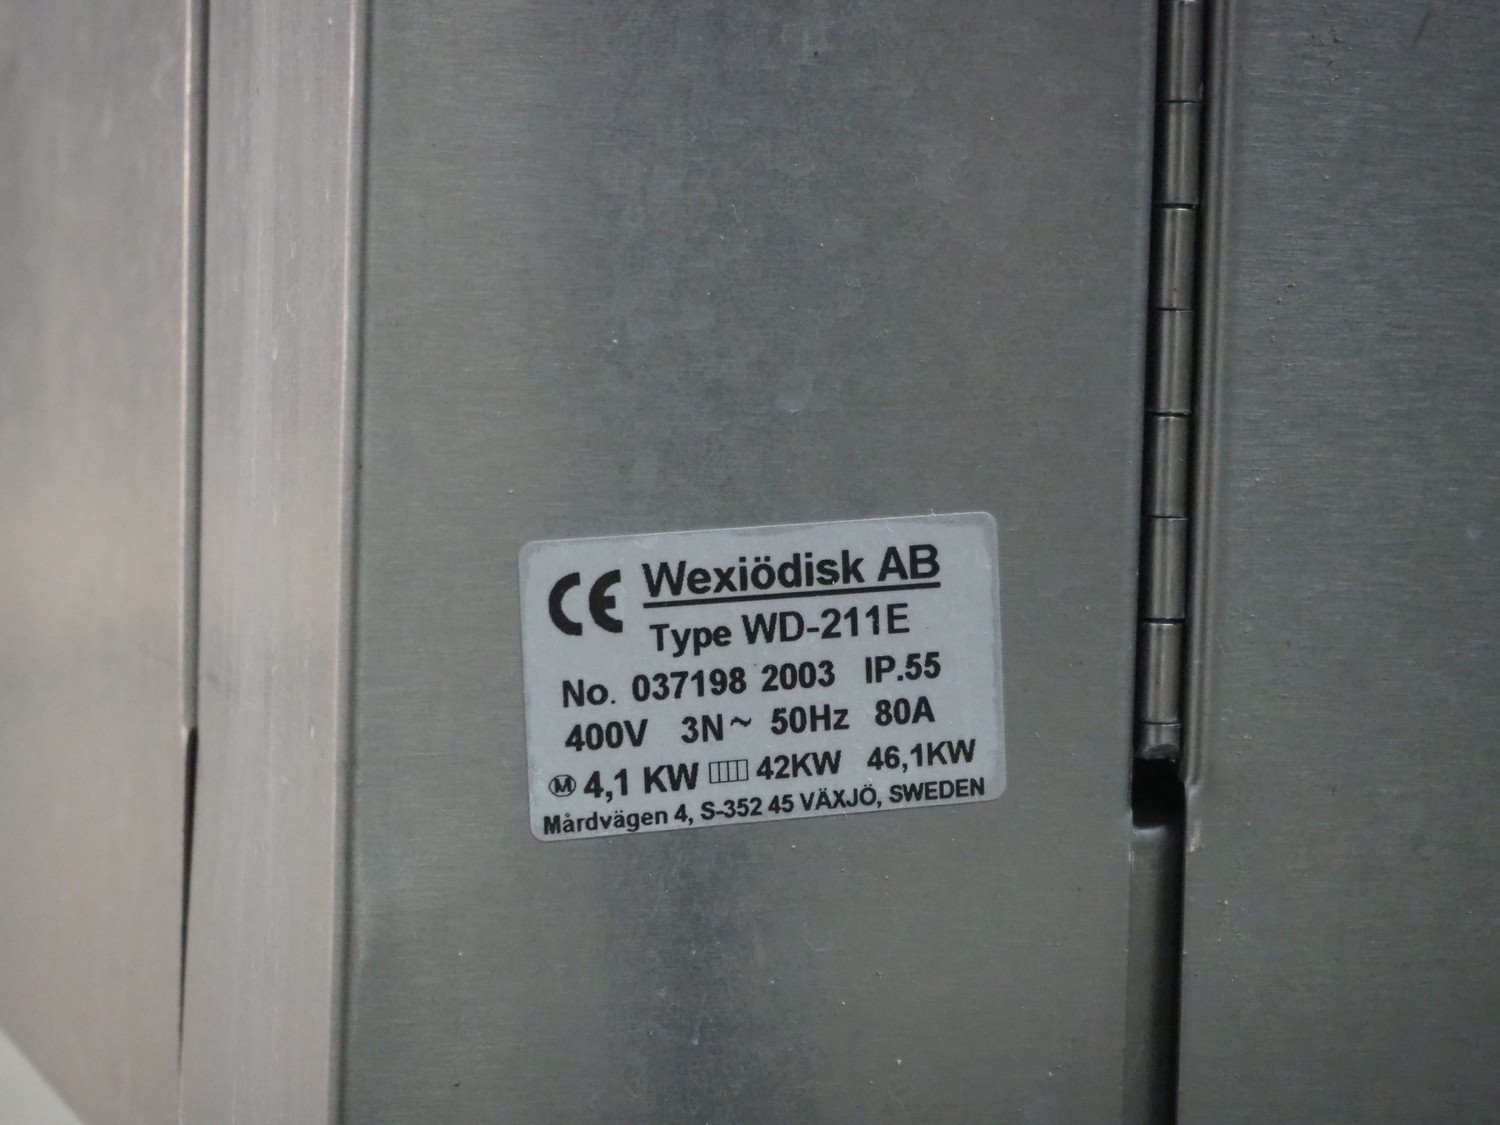 CE Wexiödisk AB
Type WD-211E
No. 037198 2003 IP.55
400V 3N~ 50Hz 80A
M 4,1 KW 42KW 46,1KW
Mårdvägen 4, S-352 45 VÄXJÖ, SWEDEN